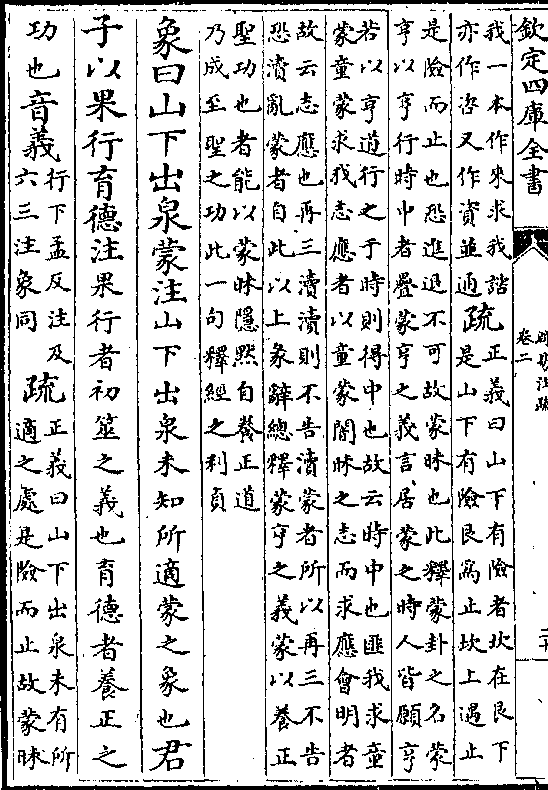 欽定四庫全書
周易注疏
卷二
二十
我一本作來求我諮
亦作咨又作資並通疏正義曰山下有險者坎在艮下
是山下有險艮爲止坎上遇止
是險而止也恐進退不可故蒙昧也此釋蒙卦之名蒙
亨以亨行時中者疊蒙亨之義言居蒙之時人皆願亨
若以亨道行之于時則得中也故云時中也匪我求童
蒙童蒙求我志應者以童蒙闇昧之志而求應會明者
故云志應也再三瀆瀆則不告瀆蒙者所以再三不告
恐瀆亂蒙者自此以上彖辭總釋蒙亨之義蒙以養正
聖功也者能以蒙昧隱黙自養正道
乃成至聖之功此一句釋經之利貞
象曰山下出泉蒙注山下出泉未知所適蒙之象也君
子以果行育德注果行者初筮之義也育德者養正之
功也音義行下孟反注及
六三注象同疏正義曰山下出泉未有所
適之處是險而止故蒙昧